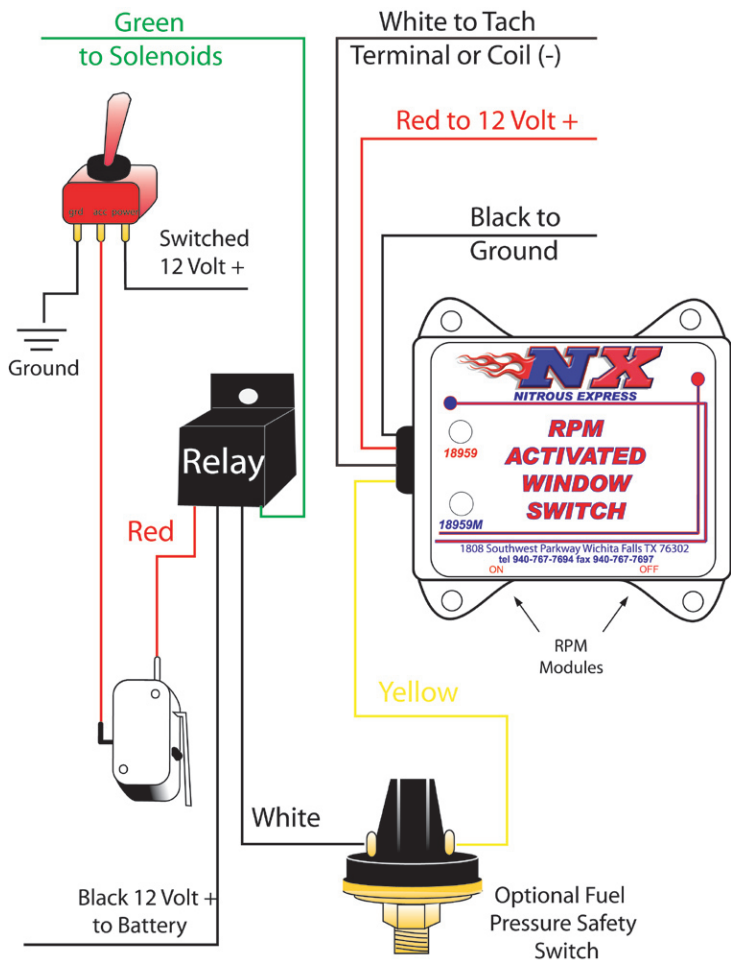 Green
to Solenoids
White to Tach
Terminal or Coil (-)
Red to 12 Volt +
Black to
Ground
grd acc power
Switched
12 Volt +
Ground
Relay
Red
NX
NITROUS EXPRESS
RPM
ACTIVATED
WINDOW
SWITCH
18959
18959M
1808 Southwest Parkway Wichita Falls TX 76302
tel 940-767-7694 fax 940-767-7697
ON OFF
RPM
Modules
Yellow
White
Black 12 Volt +
to Battery
Optional Fuel
Pressure Safety
Switch